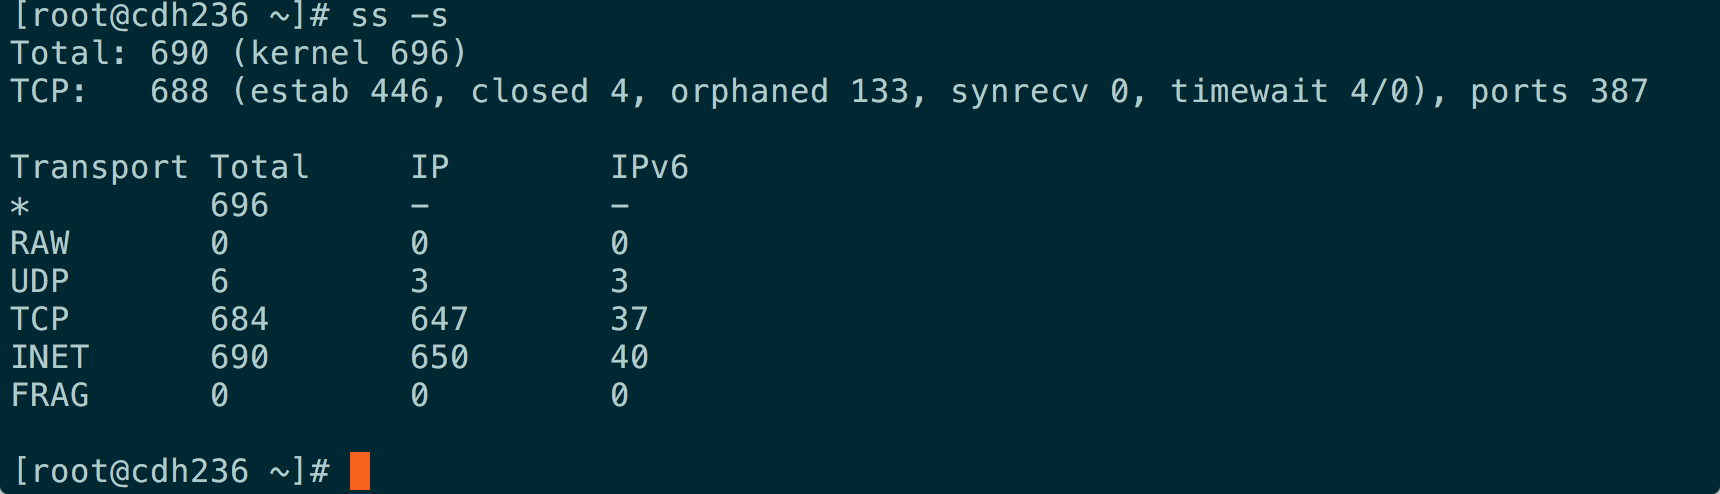 [root@cdh236 ~]# ss -s
Total: 690 (kernel 696)
TCP:   688 (estab 446, closed 4, orphaned 133, synrecv 0, timewait 4/0), ports 387

Transport Total     IP        IPv6
*         696       -         -
RAW       0         0         0
UDP       6         3         3
TCP       684       647       37
INET      690       650       40
FRAG      0         0         0

[root@cdh236 ~]#